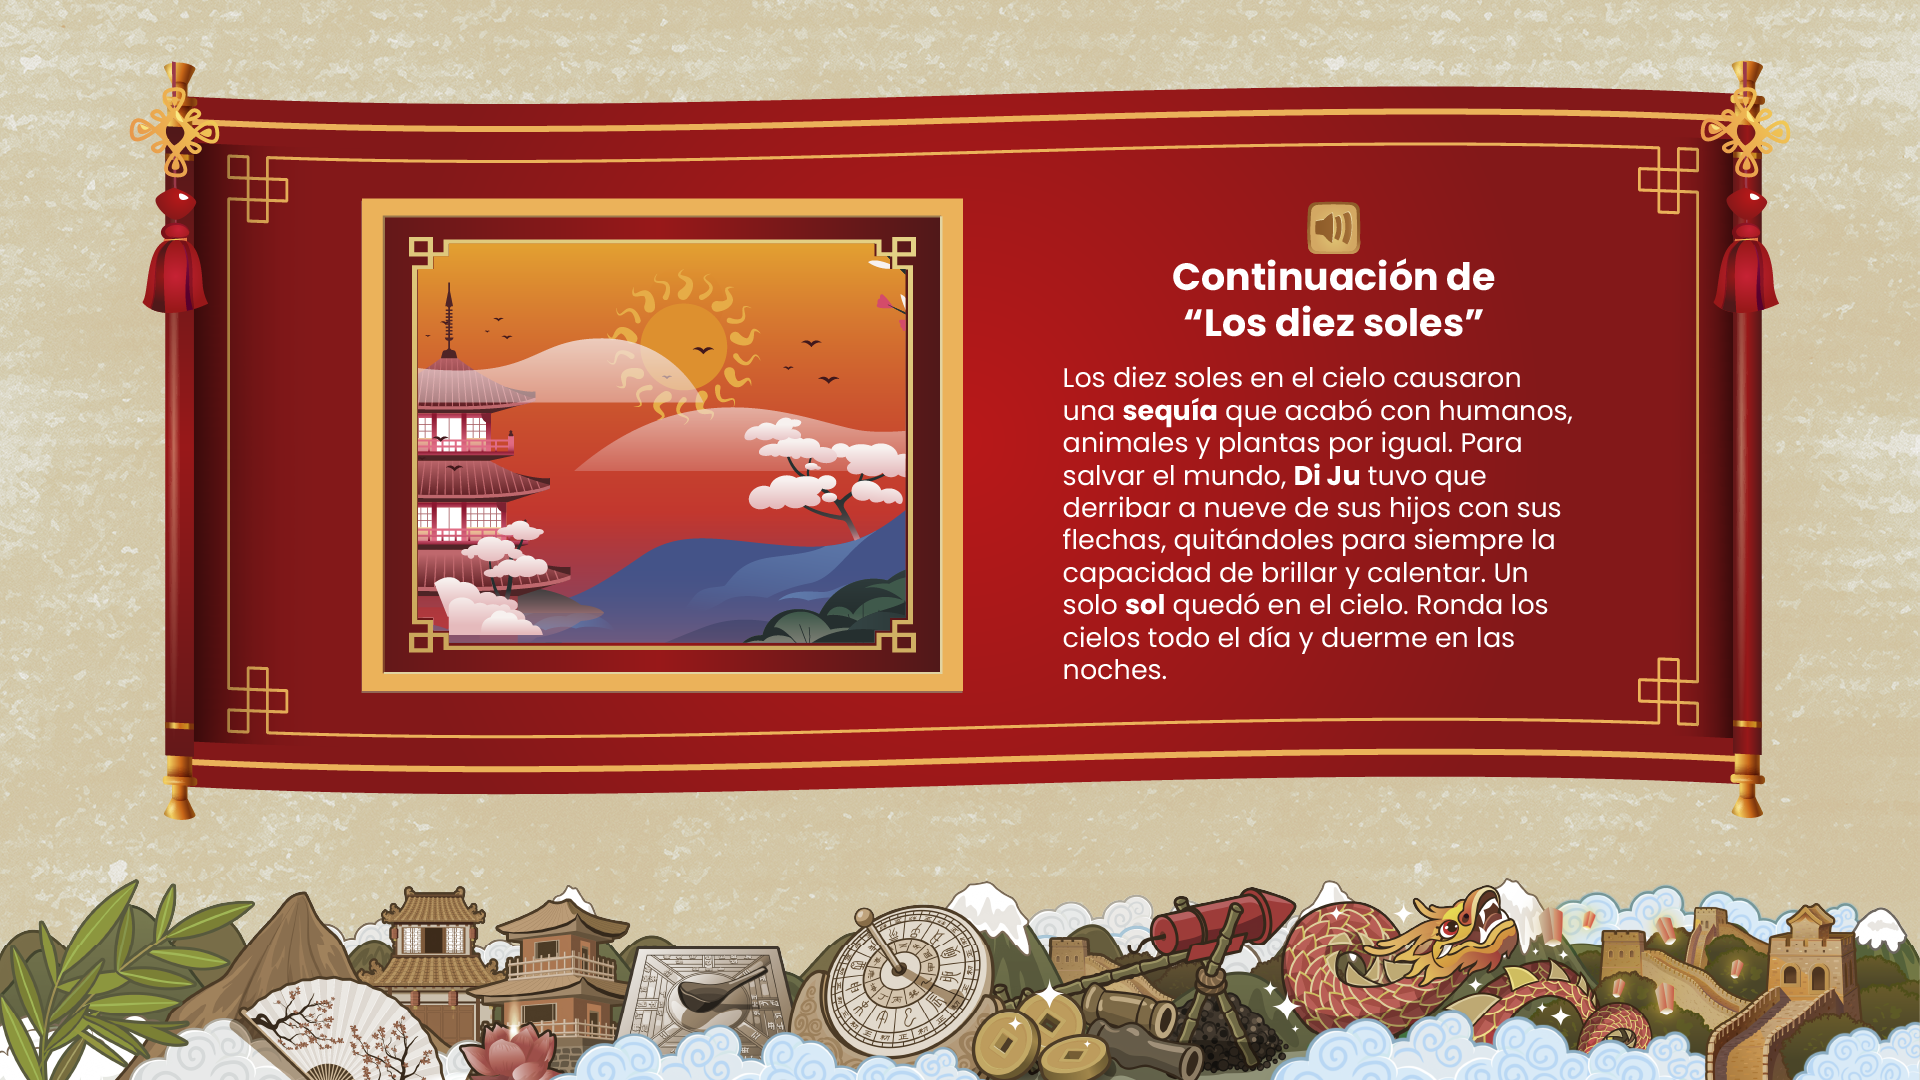 Continuación de
“Los diez soles”
Los diez soles en el cielo causaron
una sequía que acabó con humanos,
animales y plantas por igual. Para
salvar el mundo, Di Ju tuvo que
derribar a nueve de sus hijos con sus
flechas, quitándoles para siempre la
capacidad de brillar y calentar. Un
solo sol quedó en el cielo. Ronda los
cielos todo el día y duerme en las
noches.